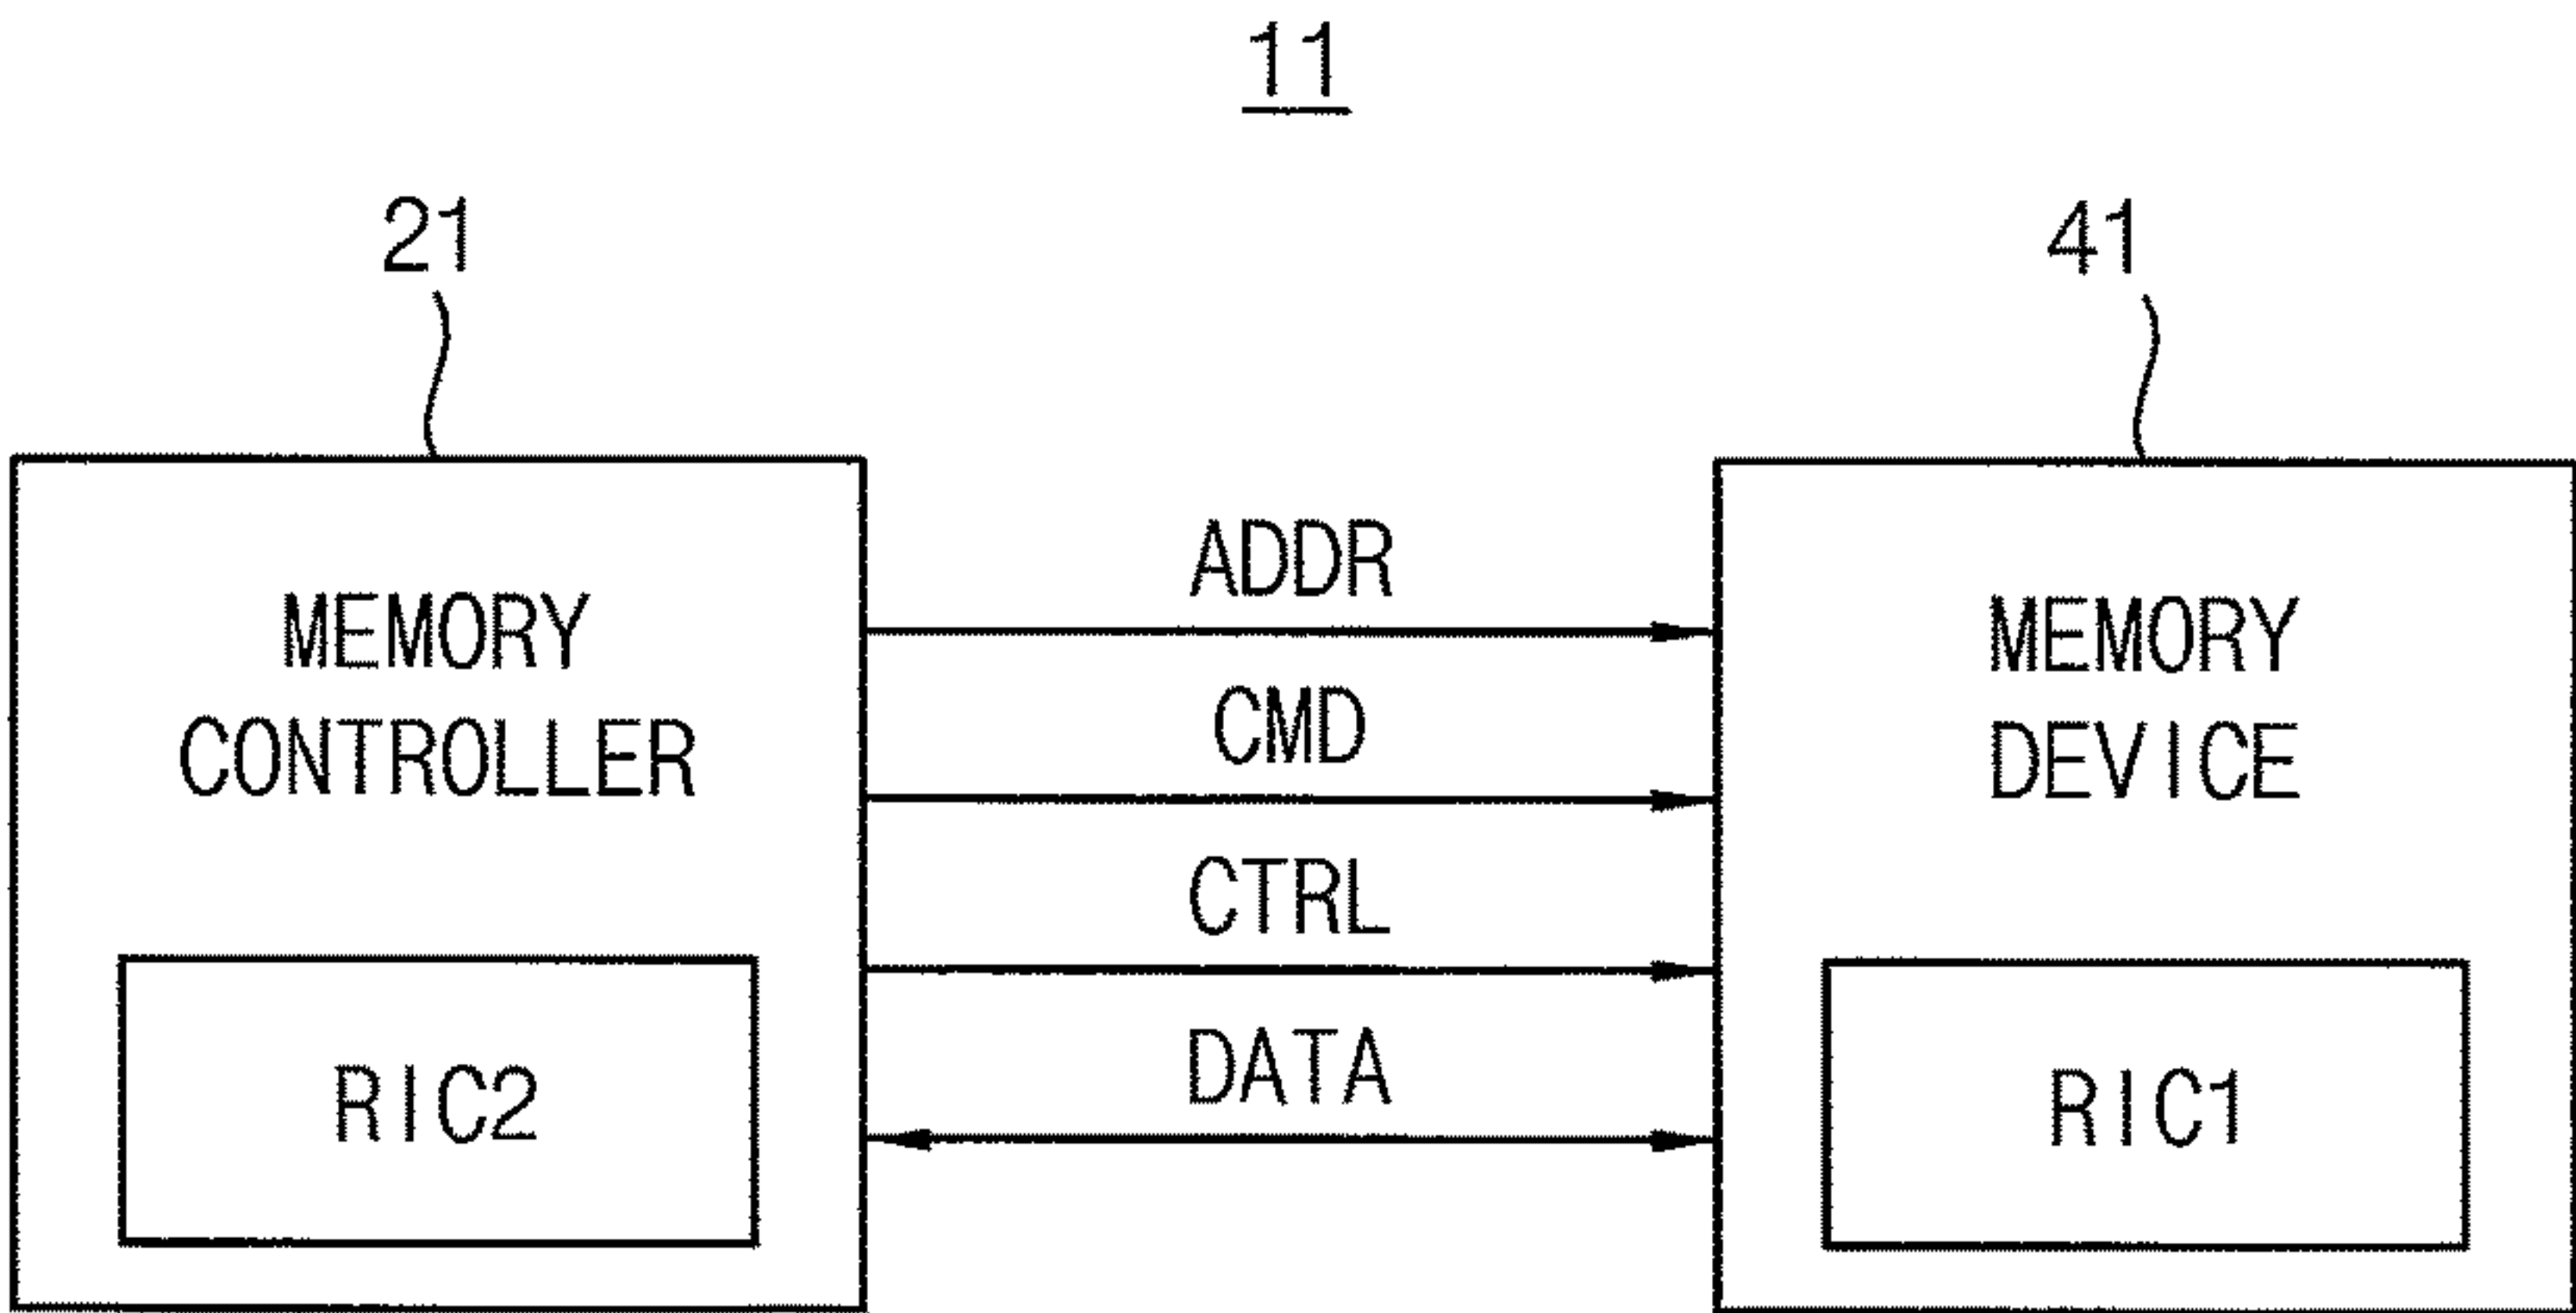 11
21
41
MEMORY
CONTROLLER
RIC2
ADDR
CMD
CTRL
DATA
MEMORY
DEVICE
RIC1